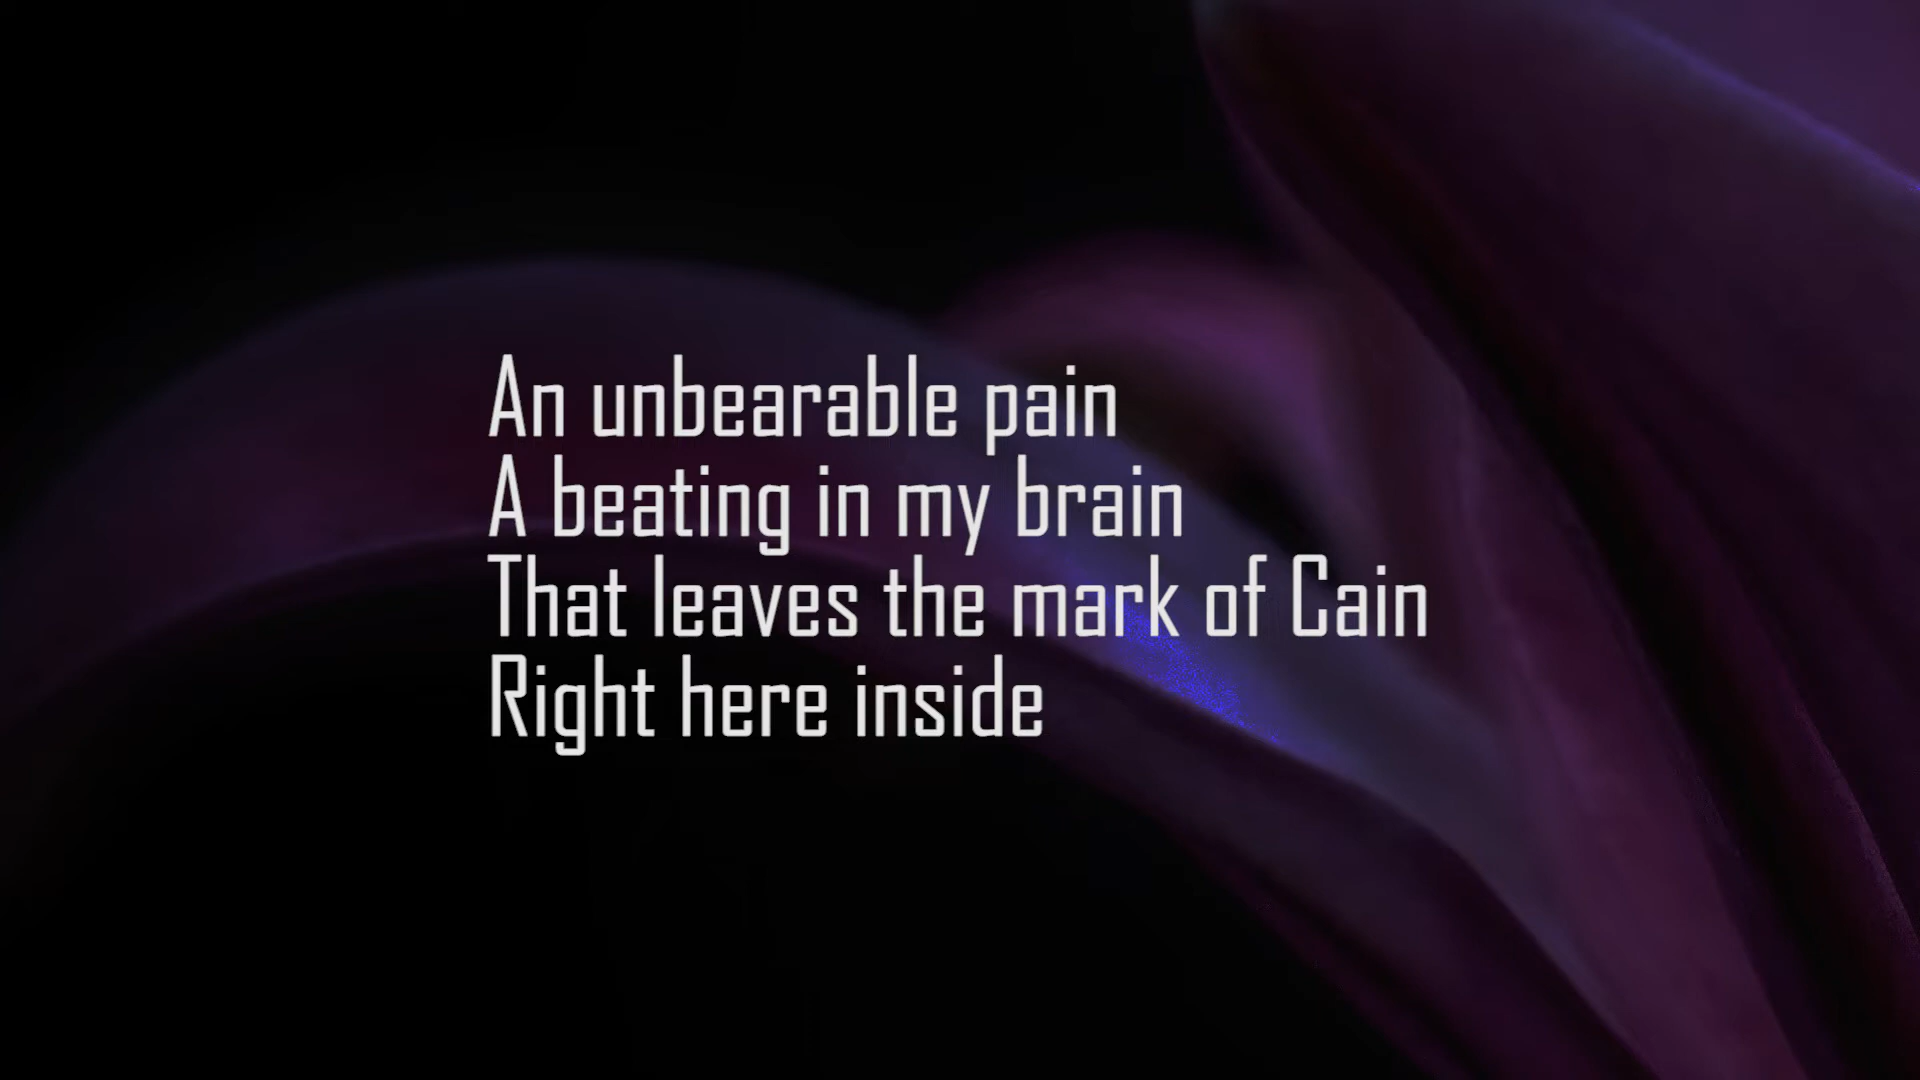 An unbearable pain
A beating in my brain
That leaves the mark of Cain
Right here inside